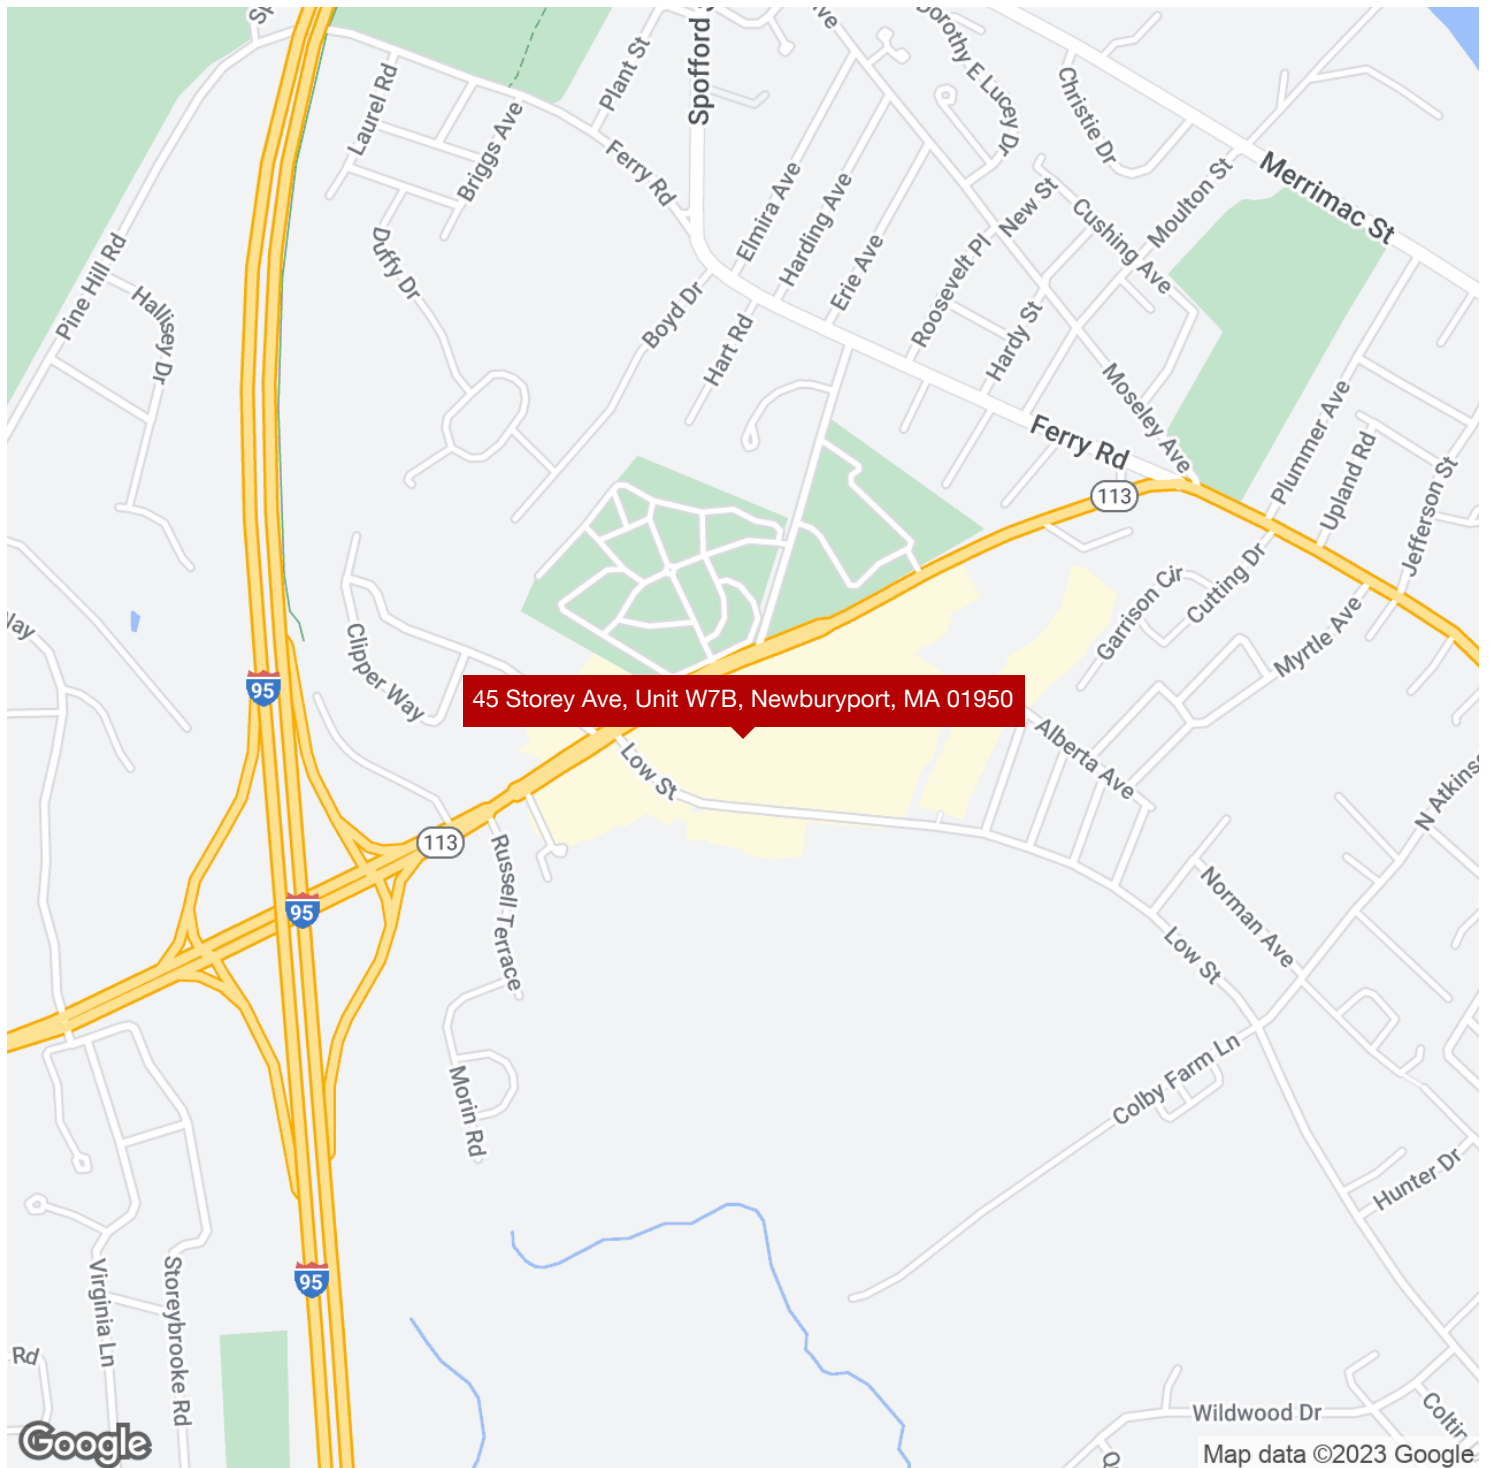 Spofford
Plant St
Laurel Rd
Briggs Ave
Ferry Rd
Dorothy E Lucey Dr
Christie Dr
Merrimac St
Moulton St
Elmira Ave
Harding Ave
Erie Ave
New St
Roosevelt Pl
Cushing Ave
Pine Hill Rd
Hallisey Dr
Duffy Dr
Boyd Dr
Hart Rd
Hardy St
Moseley Ave
Ferry Rd
Plummer Ave
Upland Rd
Jefferson St
113
Garrison Cir
Cutting Dr
Myrtle Ave
Clipper Way
95
45 Storey Ave, Unit W7B, Newburyport, MA 01950
Low St
Alberta Ave
N Atkins
113
Russell Terrace
95
Norman Ave
Low St
Colby Farm Ln
Morin Rd
Hunter Dr
95
Virginia Ln
Storeybrooke Rd
Rd
Wildwood Dr
Google
Map data ©2023 Google